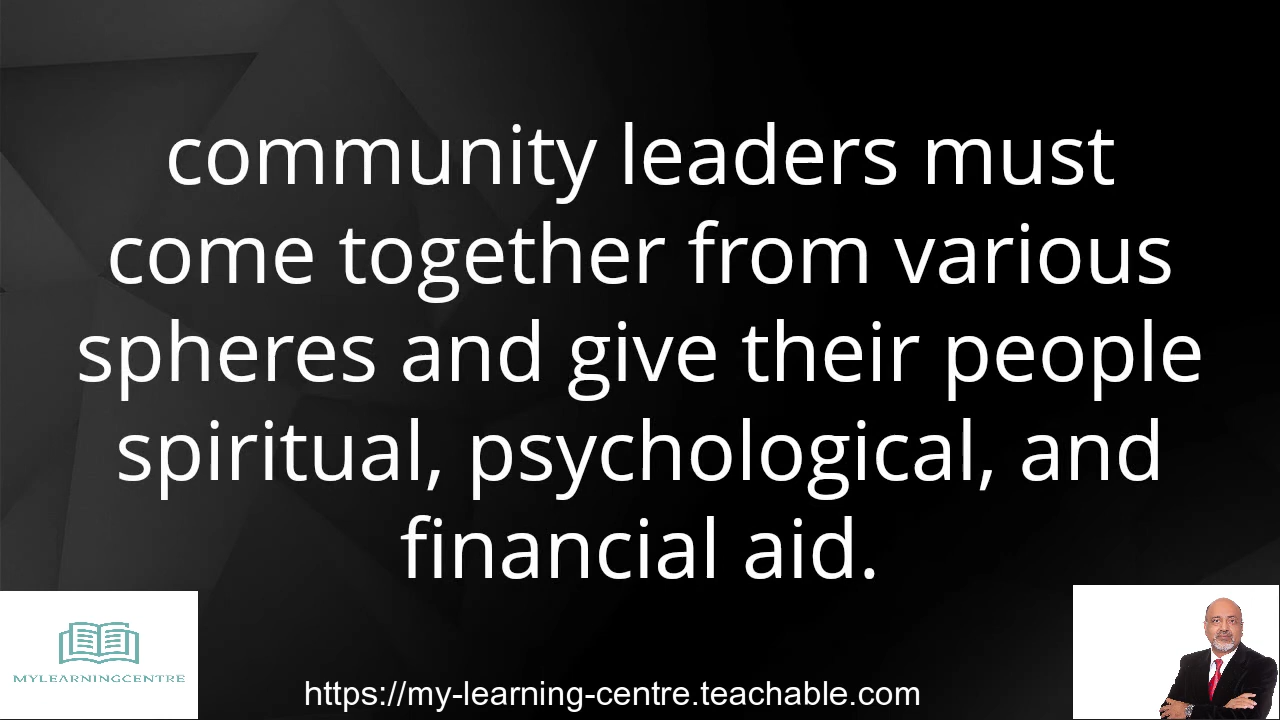 community leaders must
come together from various
spheres and give their people
spiritual, psychological, and
financial aid.
MYLEARNINGCENTRE
https://my-learning-centre.teachable.com